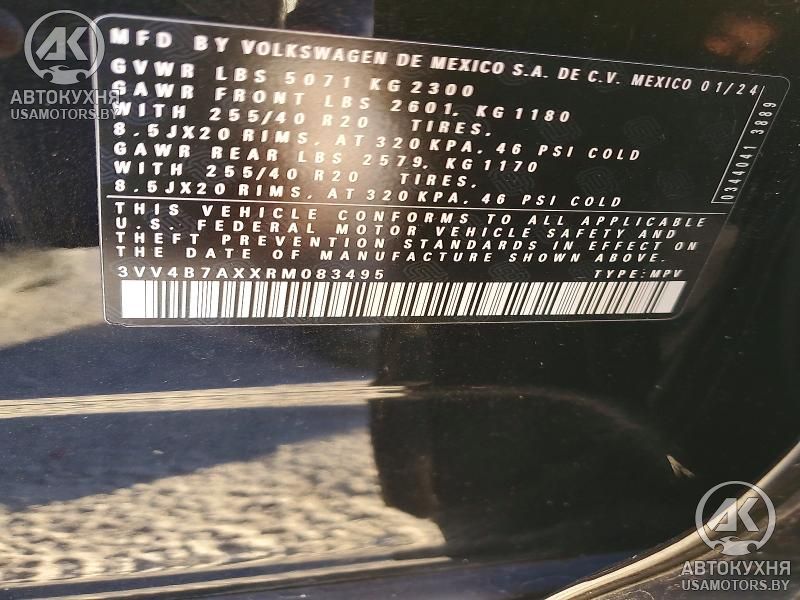 AK
АВТОКУХНЯ
USAMOTORS.BY
MFD BY VOLKSWAGEN DE MEXICO S.A. DE C.V. MEXICO 01/24
GVWR LBS 5071 KG 2300
GAWR FRONT LBS 2601, KG 1180
WITH 255/40 R20 TIRES,
8.5JX20 RIMS, AT 320 KPA, 46 PSI COLD
GAWR REAR LBS 2579, KG 1170
WITH 255/40 R20 TIRES,
8.5JX20 RIMS, AT 320 KPA, 46 PSI COLD
0344041 3889
THIS VEHICLE CONFORMS TO ALL APPLICABLE
U.S. FEDERAL MOTOR VEHICLE SAFETY AND
THEFT PREVENTION STANDARDS IN EFFECT ON
THE DATE OF MANUFACTURE SHOWN ABOVE.
3VV4B7AXXRM083495 TYPE:MPV
AK
АВТОКУХНЯ
USAMOTORS.BY